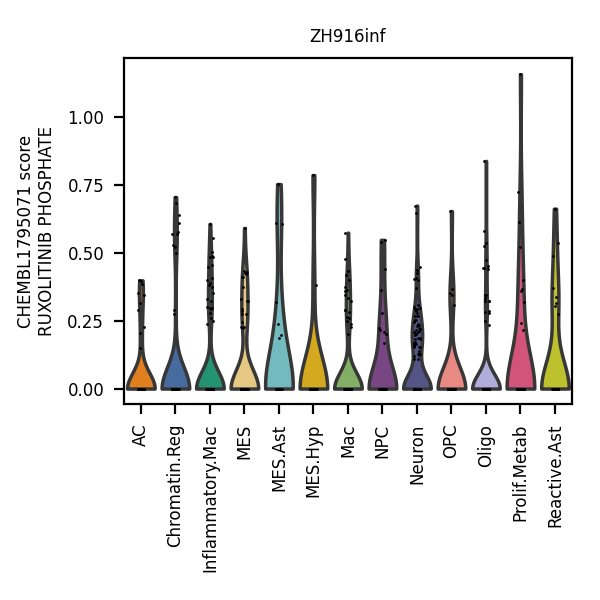 ZH916inf
CHEMBL1795071 score
RUXOLITINIB PHOSPHATE
1.00
0.75
0.50
0.25
0.00
AC
Chromatin.Reg
Inflammatory.Mac
MES
MES.Ast
MES.Hyp
Mac
NPC
Neuron
OPC
Oligo
Prolif.Metab
Reactive.Ast